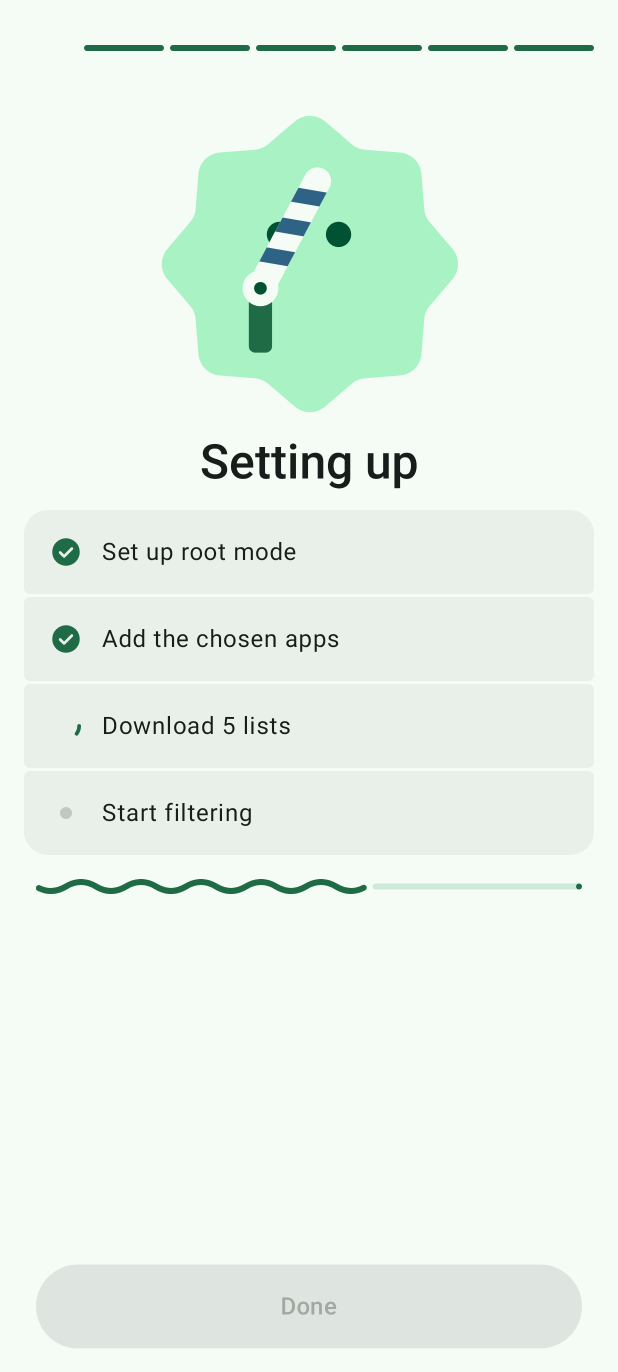 Setting up
Set up root mode
Add the chosen apps
Download 5 lists
Start filtering
Done